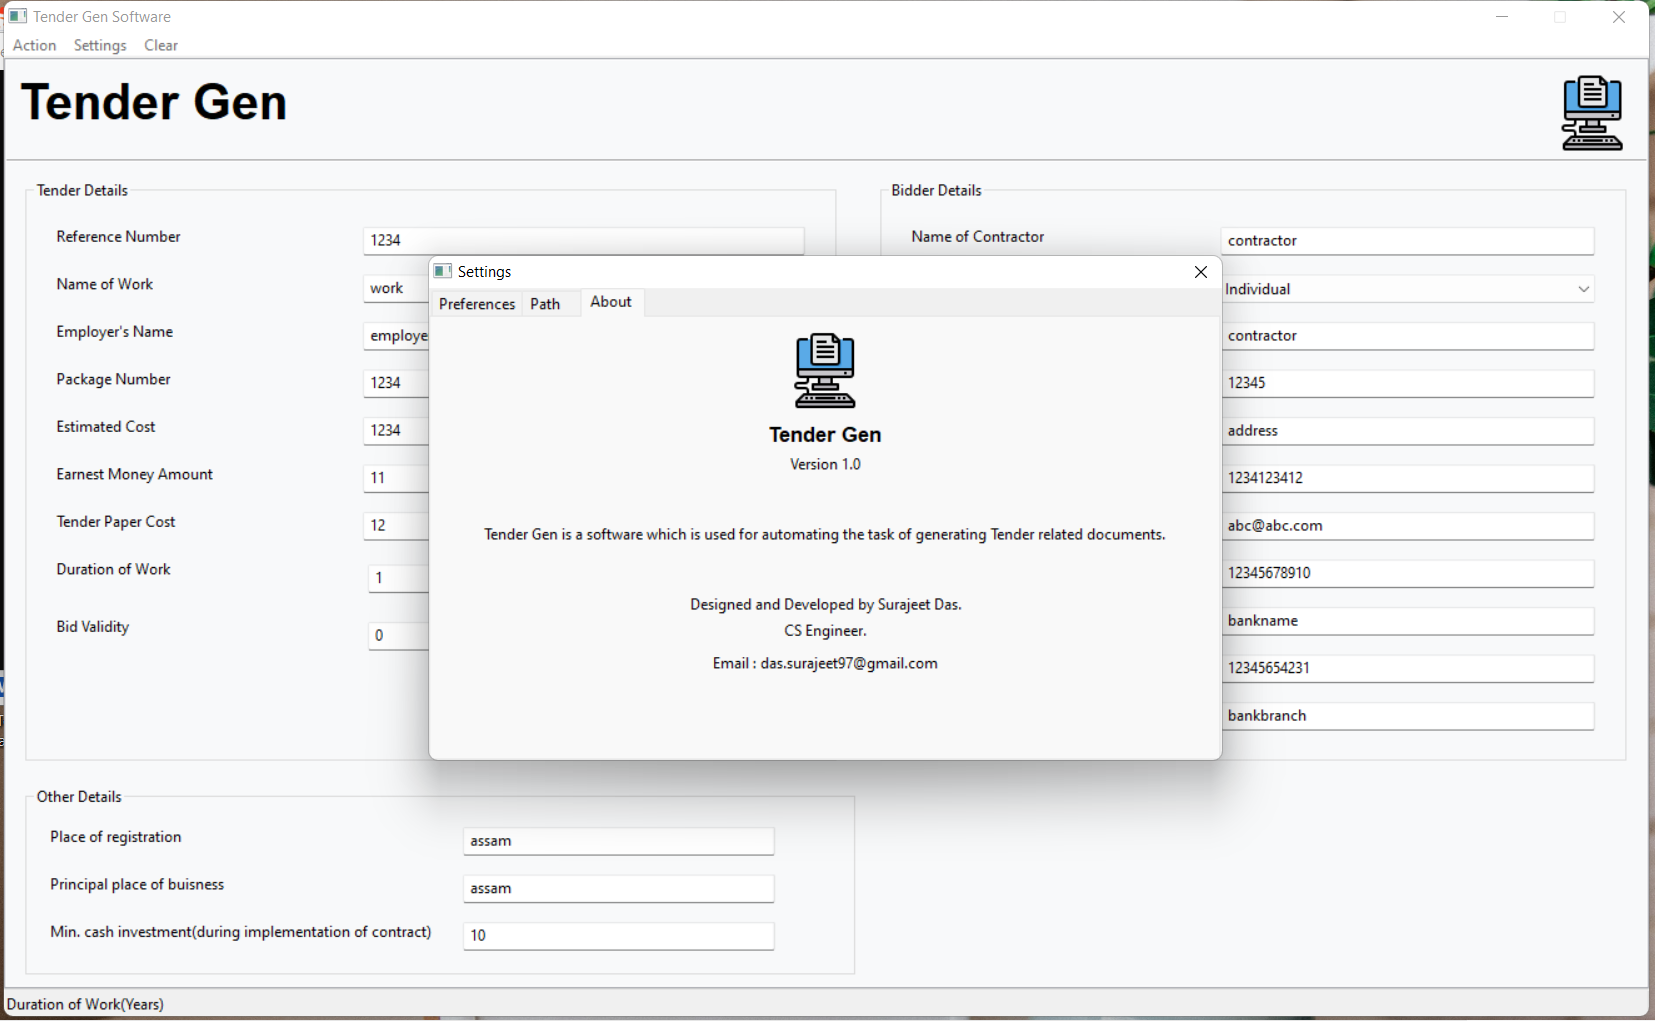 Tender Gen Software
Action Settings Clear
Tender Gen
Tender Details
Reference Number 1234
Name of Work work
Employer's Name
Package Number 1234
Estimated Cost 1234
Earnest Money Amount 11
Tender Paper Cost 12
Duration of Work 1
Bid Validity 0
Bidder Details
Name of Contractor contractor
Individual
contractor
12345
address
1234123412
abc@abc.com
12345678910
bankname
12345654231
bankbranch
Settings
Preferences Path About
Tender Gen
Version 1.0
Tender Gen is a software which is used for automating the task of generating Tender related documents.
Designed and Developed by Surajeet Das.
CS Engineer.
Email : das.surajeet97@gmail.com
Other Details
Place of registration assam
Principal place of buisness assam
Min. cash investment(during implementation of contract) 10
Duration of Work(Years)